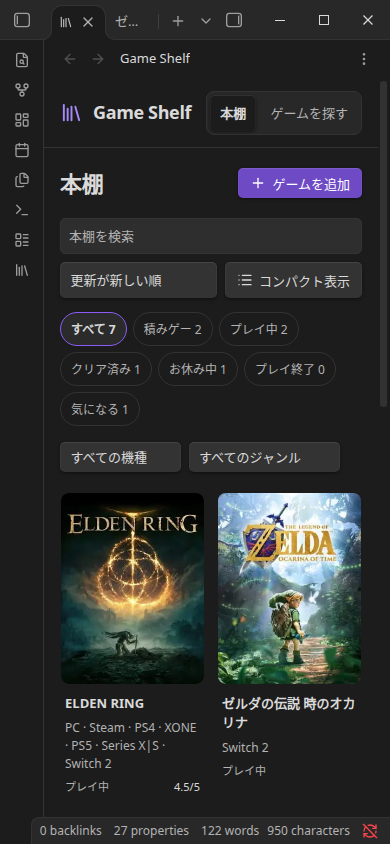 ゼ…
Game Shelf
Game Shelf
本棚
ゲームを探す
本棚
ゲームを追加
本棚を検索
更新が新しい順
コンパクト表示
すべて 7
積みゲー 2
プレイ中 2
クリア済み 1
お休み中 1
プレイ終了 0
気になる 1
すべての機種
すべてのジャンル
ELDEN RING
THE LEGEND OF
ZELDA
OCARINA OF TIME
ELDEN RING
PC · Steam · PS4 · XONE
· PS5 · Series X|S ·
Switch 2
プレイ中
4.5/5
ゼルダの伝説 時のオカ
リナ
Switch 2
プレイ中
0 backlinks
27 properties
122 words
950 characters